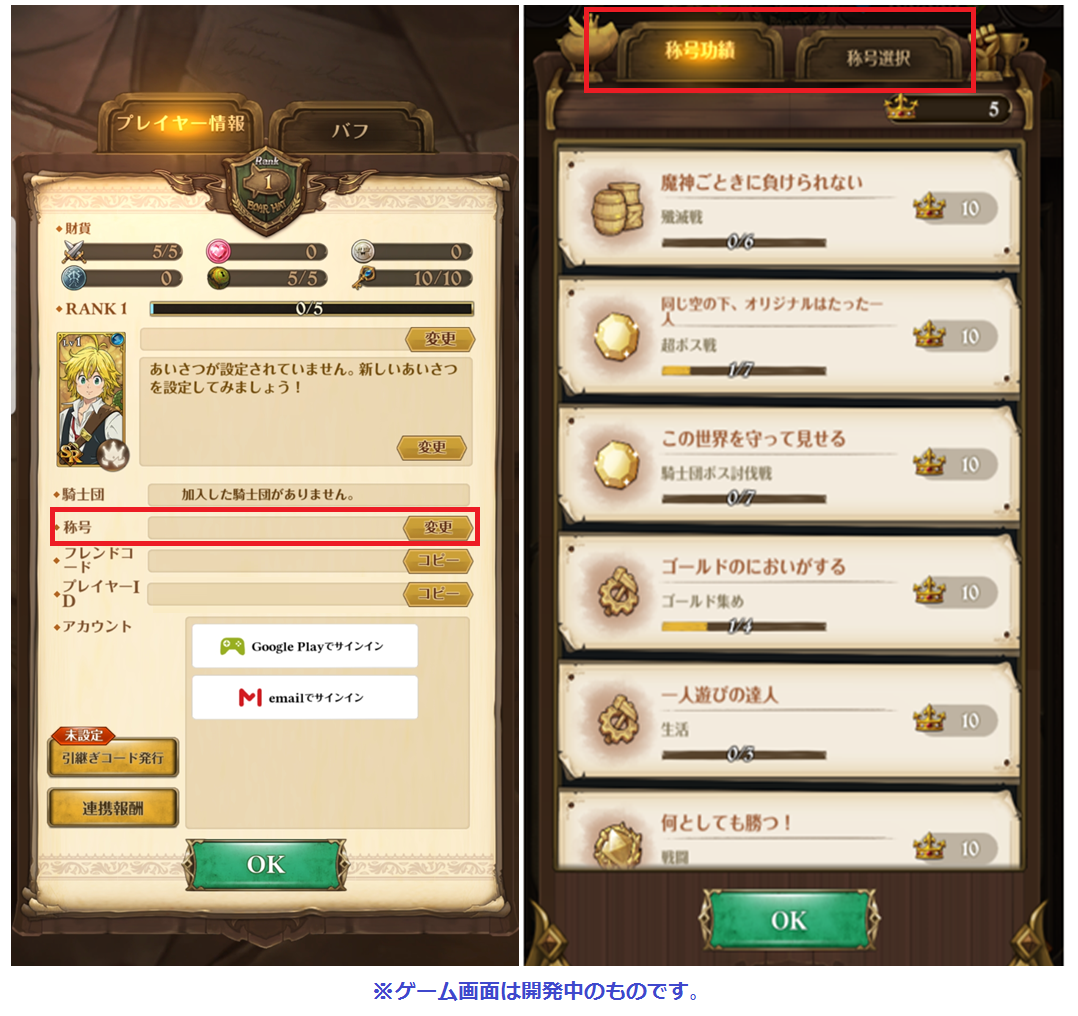 プレイヤー情報
バフ
Rank
1
BOAR HAT
財貨
5/5
0
0
0
5/5
10/10
RANK 1
0/5
Lv1
SR
変更
あいさつが設定されていません。新しいあいさつ
を設定してみましょう！
変更
騎士団
加入した騎士団がありません。
称号
変更
フレンドコ
ード
コピー
プレイヤーI
D
コピー
アカウント
Google Playでサインイン
emailでサインイン
未設定
引継ぎコード発行
連携報酬
OK
称号功績
称号選択
5
魔神ごときに負けられない
殲滅戦
0/6
10
同じ空の下、オリジナルはたった一
人
超ボス戦
1/7
10
この世界を守って見せる
騎士団ボス討伐戦
0/7
10
ゴールドのにおいがする
ゴールド集め
1/4
10
一人遊びの達人
生活
0/3
10
何としても勝つ！
戦闘
10
OK
※ゲーム画面は開発中のものです。